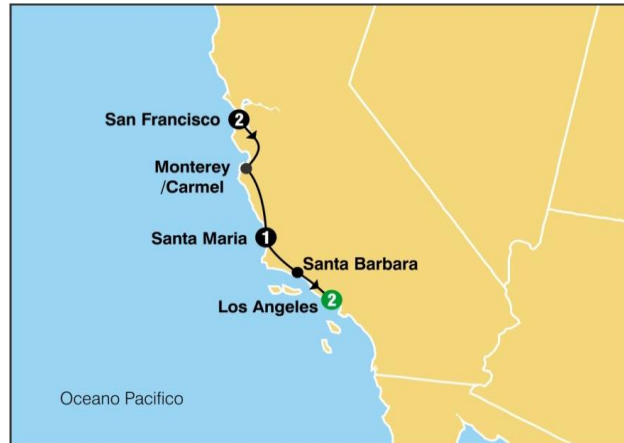 San Francisco 2
Monterey
/Carmel
Santa Maria 1
Santa Barbara
Los Angeles 2
Oceano Pacifico